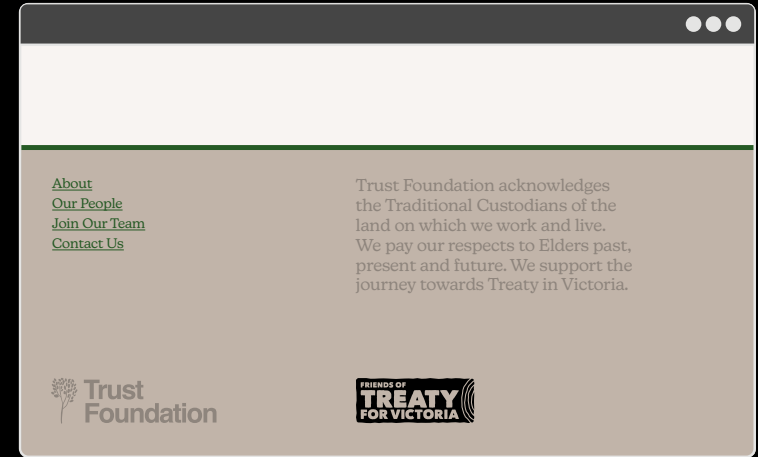 About
Our People
Join Our Team
Contact Us
Trust Foundation acknowledges
the Traditional Custodians of the
land on which we work and live.
We pay our respects to Elders past,
present and future. We support the
journey towards Treaty in Victoria.
Trust
Foundation
FRIENDS OF
TREATY
FOR VICTORIA